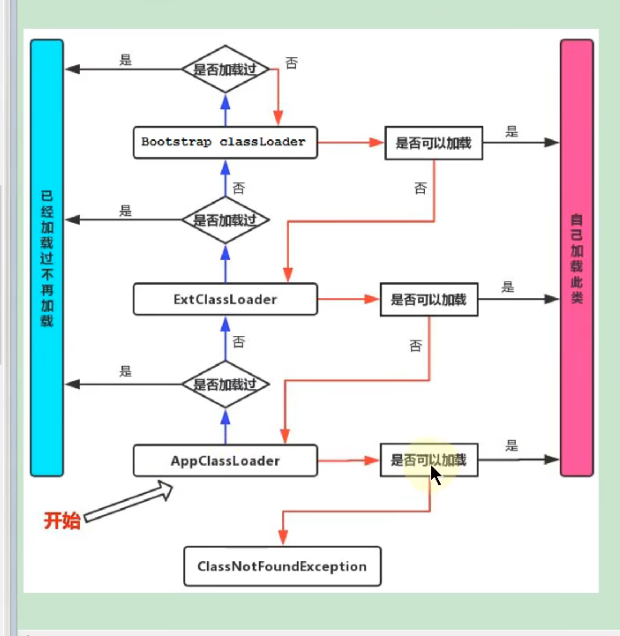 是
是否加载过
否
Bootstrap classLoader
是否可以加载
是
否
否
是
是否加载过
已经加载过不再加载
自己加载此类
ExtClassLoader
是否可以加载
是
否
否
是
是否加载过
AppClassLoader
是否可以加载
是
开始
ClassNotFoundException